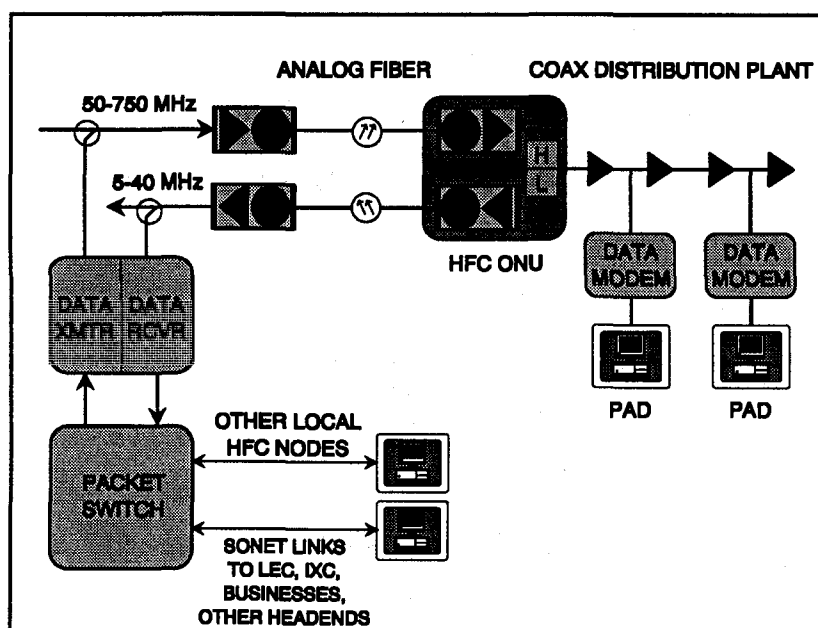 ANALOG FIBER
COAX DISTRIBUTION PLANT
50-750 MHz
5-40 MHz
H
L
HFC ONU
DATA
XMTR
DATA
RCVR
DATA
MODEM
DATA
MODEM
PAD
PAD
PACKET
SWITCH
OTHER LOCAL
HFC NODES
SONET LINKS
TO LEC, IXC,
BUSINESSES,
OTHER HEADENDS